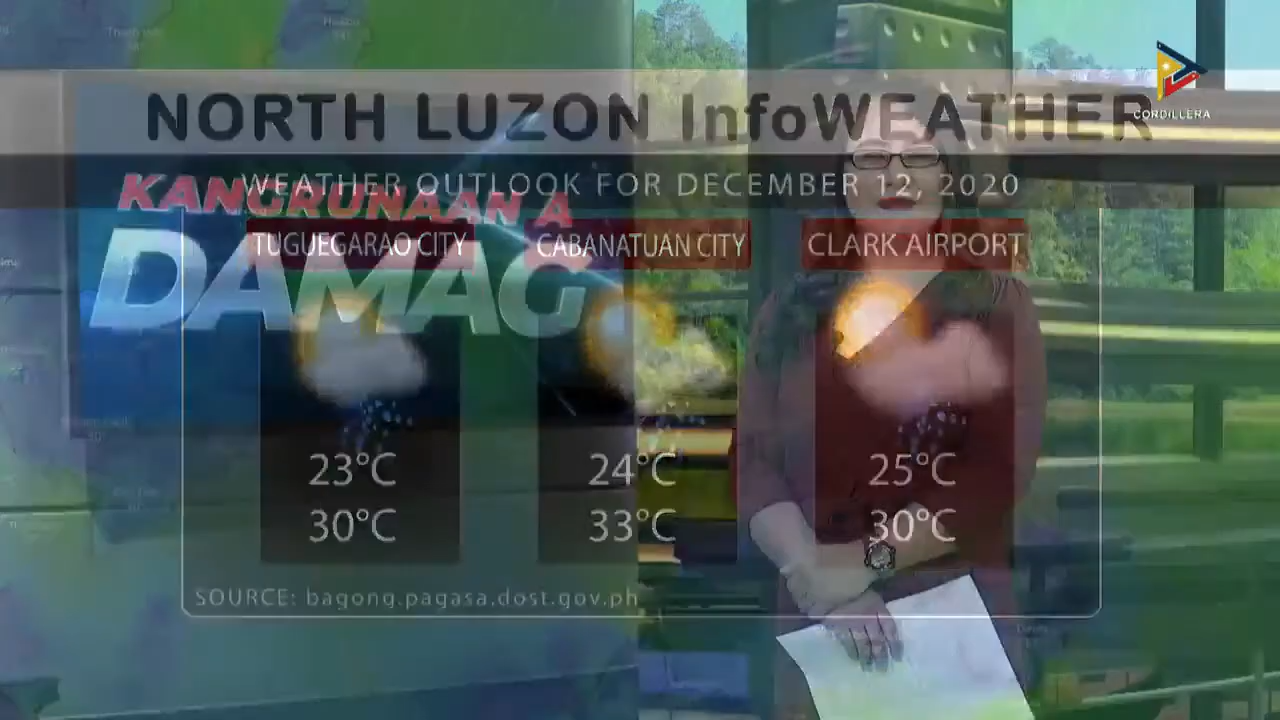 NORTH LUZON InfoWEATHER
CORDILLERA
WEATHER OUTLOOK FOR DECEMBER 12, 2020
KANGRUNAAN A
DAMAG
TUGUEGARAO CITY
CABANATUAN CITY
CLARK AIRPORT
23°C
24°C
25°C
30°C
33°C
30°C
SOURCE: bagong.pagasa.dost.gov.ph